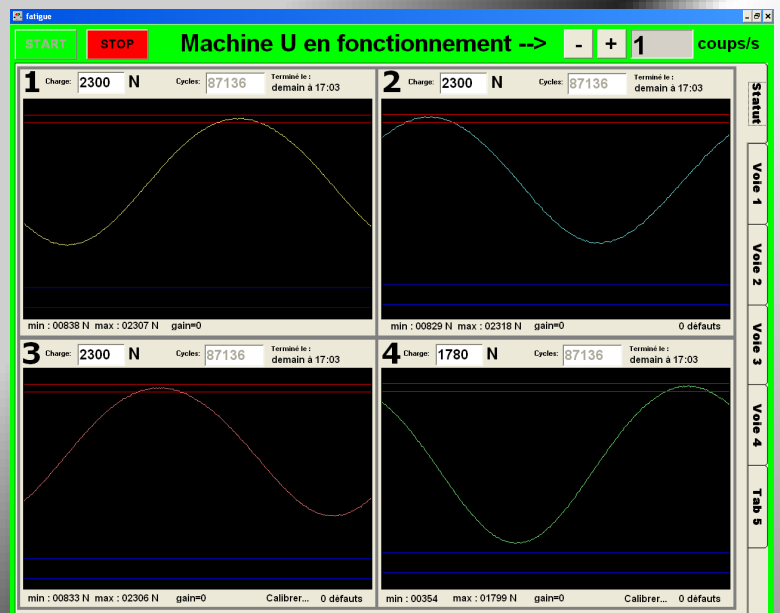 fatigue
START STOP Machine U en fonctionnement --> - + 1 coups/s
1 Charge: 2300 N Cycles: 87136 Terminé le :
demain à 17:03
min : 00838 N max : 02307 N gain=0
2 Charge: 2300 N Cycles: 87136 Terminé le :
demain à 17:03
min : 00829 N max : 02318 N gain=0 0 défauts
3 Charge: 2300 N Cycles: 87136 Terminé le :
demain à 17:03
min : 00833 N max : 02306 N gain=0 Calibrer... 0 défauts
4 Charge: 1780 N Cycles: 87136 Terminé le :
demain à 17:03
min : 00354 max : 01799 N gain=0 Calibrer... 0 défauts
Statut
Voie 1
Voie 2
Voie 3
Voie 4
Tab 5